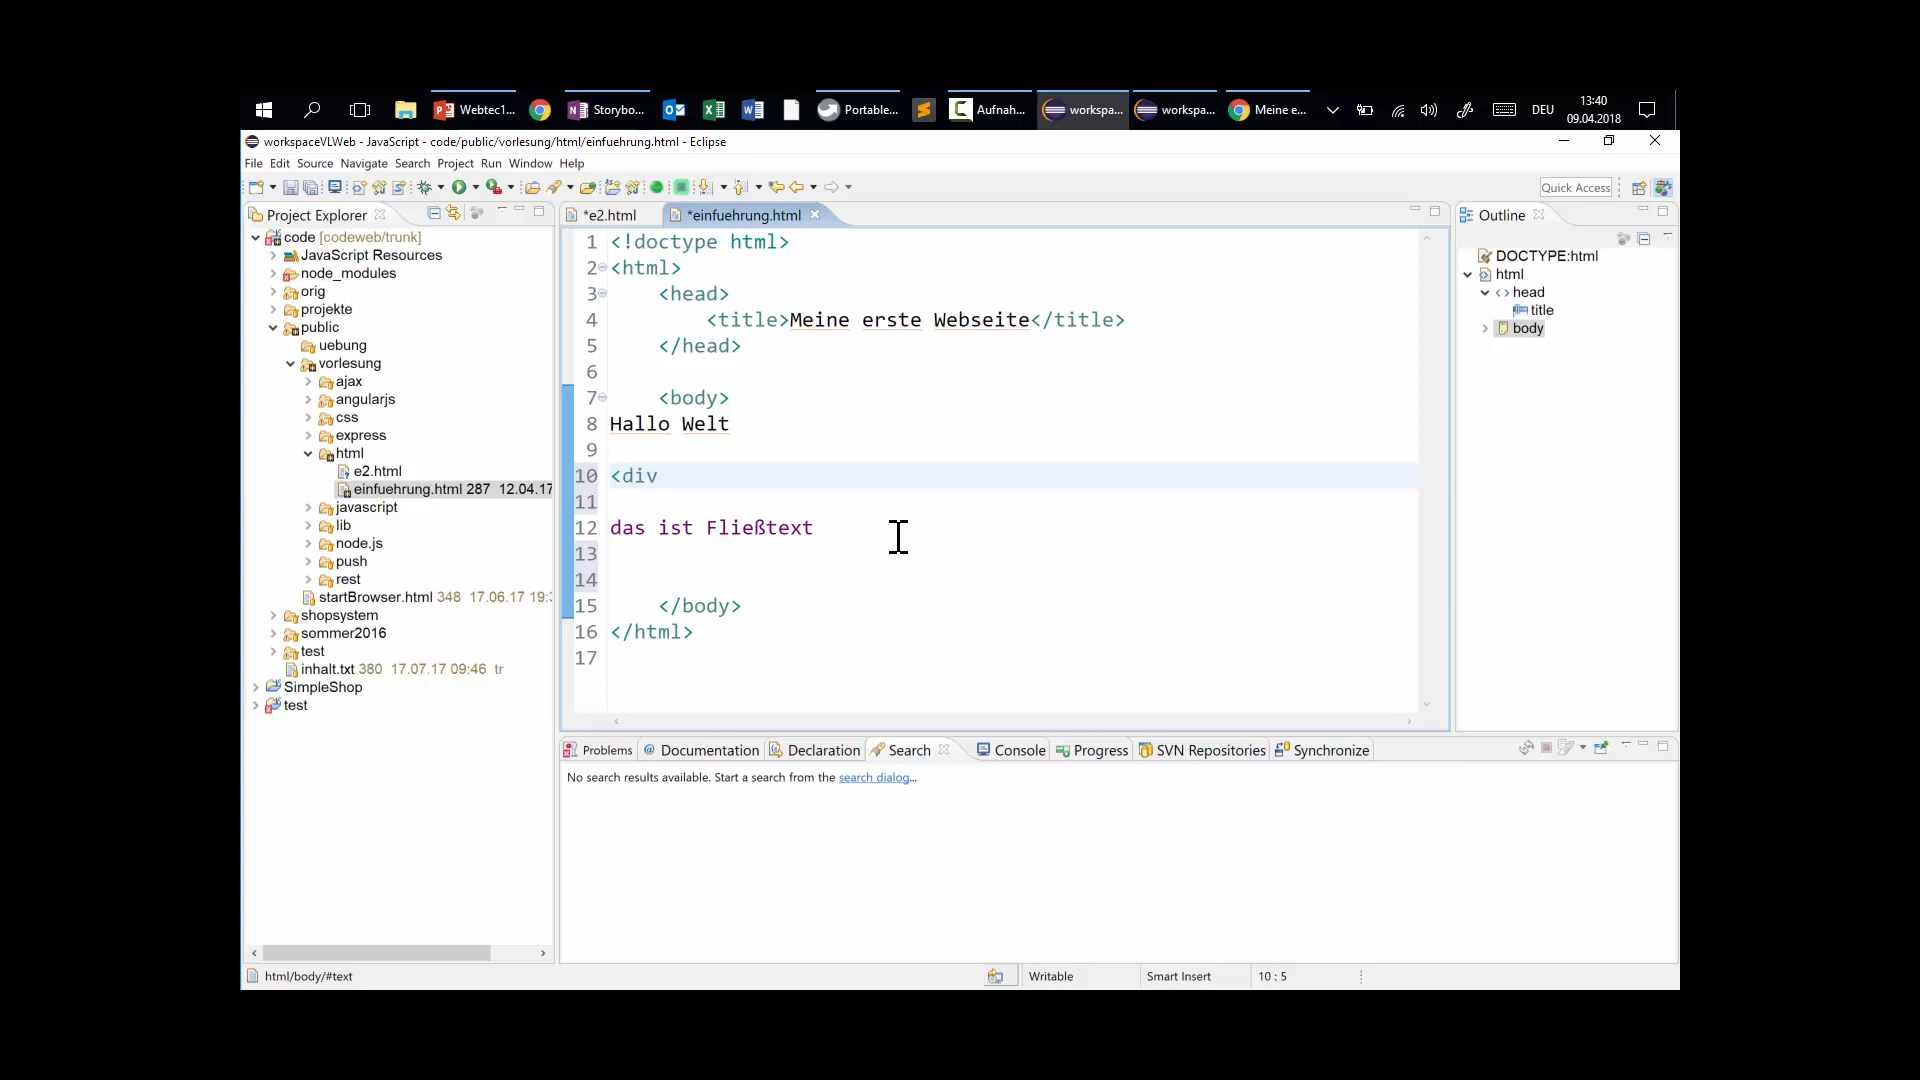 Webtec1...
Storybo...
Portable...
Aufnah...
workspa...
workspa...
Meine e...
DEU
13:40
09.04.2018
workspaceVLWeb - JavaScript - code/public/vorlesung/html/einfuehrung.html - Eclipse
File Edit Source Navigate Search Project Run Window Help
Quick Access
Project Explorer
code [codeweb/trunk]
JavaScript Resources
node_modules
orig
projekte
public
uebung
vorlesung
ajax
angularjs
css
express
html
e2.html
einfuehrung.html 287 12.04.17
javascript
lib
node.js
push
rest
startBrowser.html 348 17.06.17 19:3
shopsystem
sommer2016
test
inhalt.txt 380 17.07.17 09:46 tr
SimpleShop
test
*e2.html *einfuehrung.html
1 <!doctype html>
2 <html>
3 <head>
4 <title>Meine erste Webseite</title>
5 </head>
6
7 <body>
8 Hallo Welt
9
10 <div
11
12 das ist Fließtext
13
14
15 </body>
16 </html>
17
Outline
DOCTYPE:html
html
head
title
body
Problems Documentation Declaration Search Console Progress SVN Repositories Synchronize
No search results available. Start a search from the search dialog...
html/body/#text
Writable
Smart Insert
10 : 5